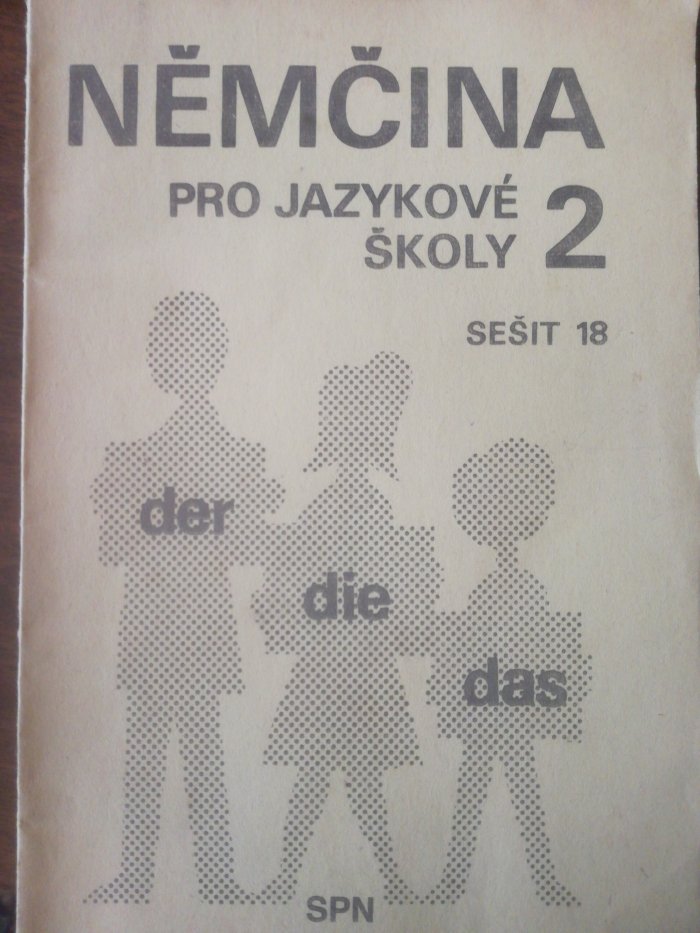 NĚMČINA
PRO JAZYKOVÉ
ŠKOLY 2
SEŠIT 18
der
die
das
SPN